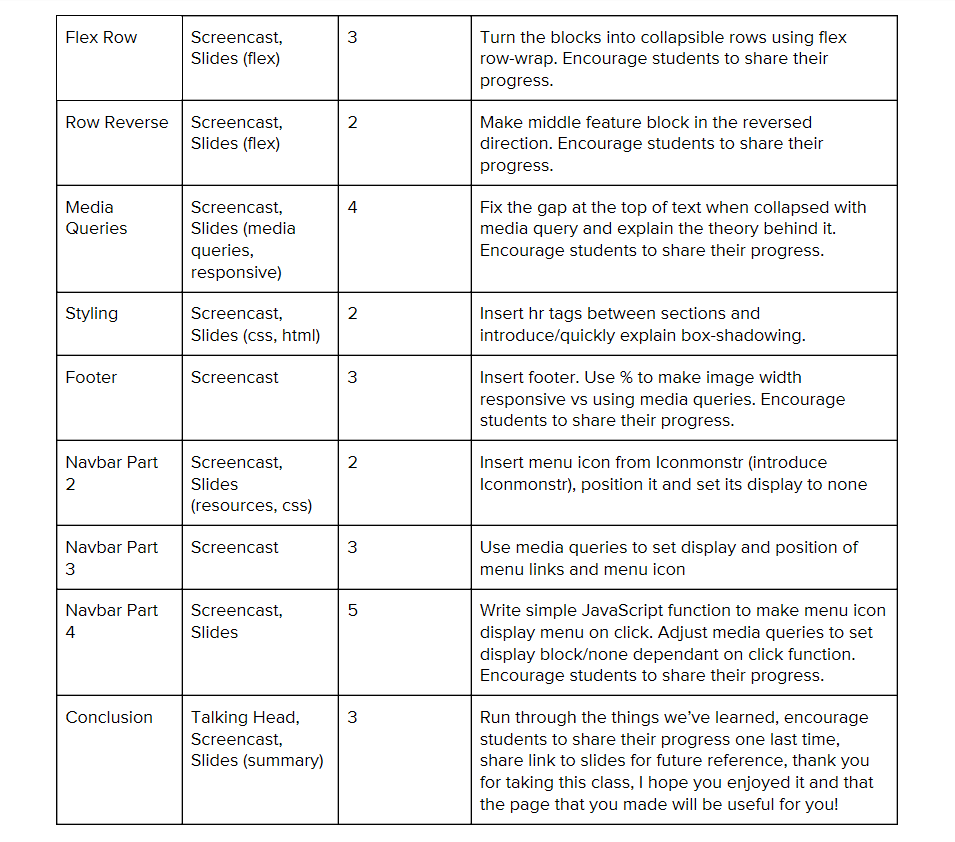 Flex Row
Screencast,
Slides (flex)
3
Turn the blocks into collapsible rows using flex
row-wrap. Encourage students to share their
progress.
Row Reverse
Screencast,
Slides (flex)
2
Make middle feature block in the reversed
direction. Encourage students to share their
progress.
Media
Queries
Screencast,
Slides (media
queries,
responsive)
4
Fix the gap at the top of text when collapsed with
media query and explain the theory behind it.
Encourage students to share their progress.
Styling
Screencast,
Slides (css, html)
2
Insert hr tags between sections and
introduce/quickly explain box-shadowing.
Footer
Screencast
3
Insert footer. Use % to make image width
responsive vs using media queries. Encourage
students to share their progress.
Navbar Part
2
Screencast,
Slides
(resources, css)
2
Insert menu icon from Iconmonstr (introduce
Iconmonstr), position it and set its display to none
Navbar Part
3
Screencast
3
Use media queries to set display and position of
menu links and menu icon
Navbar Part
4
Screencast,
Slides
5
Write simple JavaScript function to make menu icon
display menu on click. Adjust media queries to set
display block/none dependant on click function.
Encourage students to share their progress.
Conclusion
Talking Head,
Screencast,
Slides (summary)
3
Run through the things we've learned, encourage
students to share their progress one last time,
share link to slides for future reference, thank you
for taking this class, I hope you enjoyed it and that
the page that you made will be useful for you!